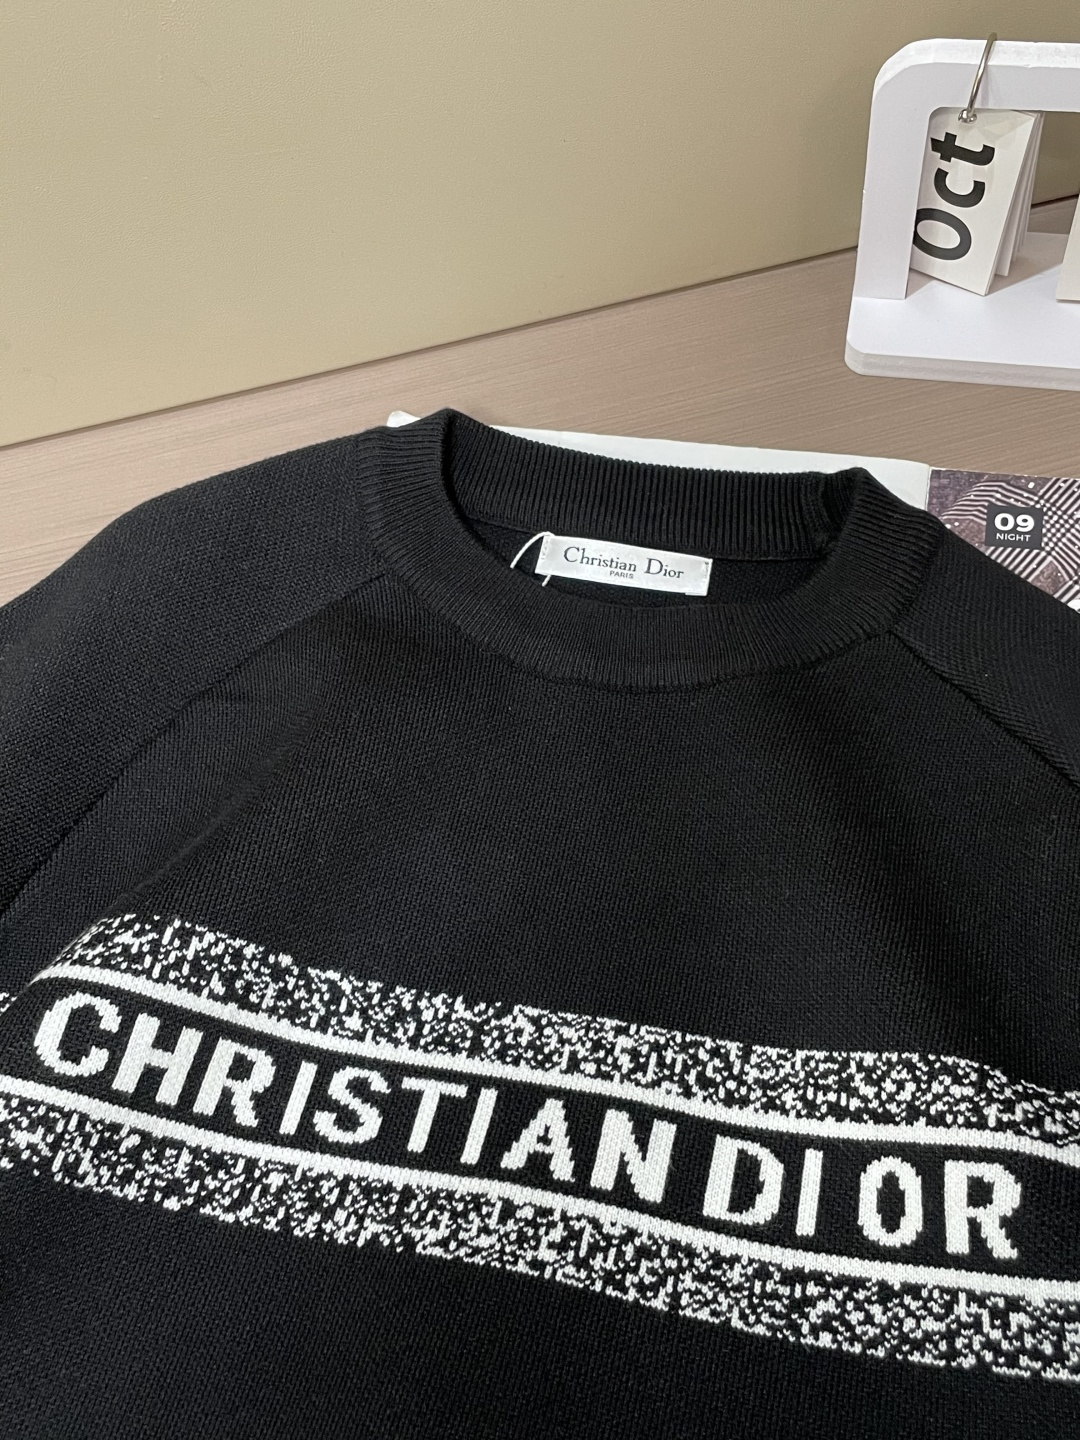 Oct
09
NIGHT
Christian Dior
PARIS
CHRISTIAN DIOR